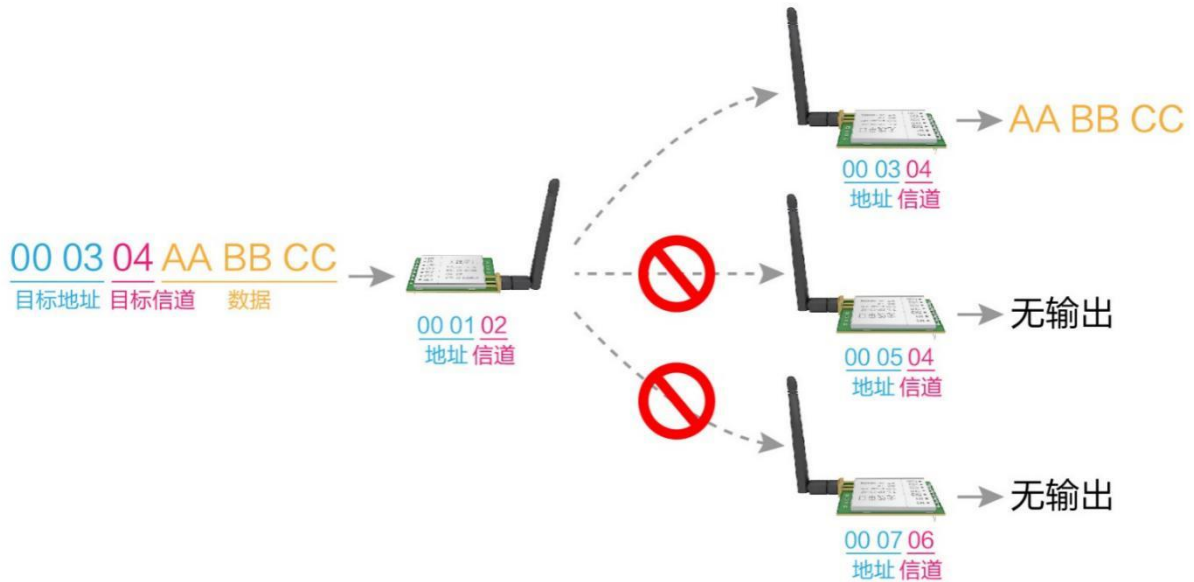 AA BB CC
00 03 04
地址 信道
00 03 04 AA BB CC
目标地址 目标信道 数据
00 01 02
地址 信道
无输出
00 05 04
地址 信道
无输出
00 07 06
地址 信道